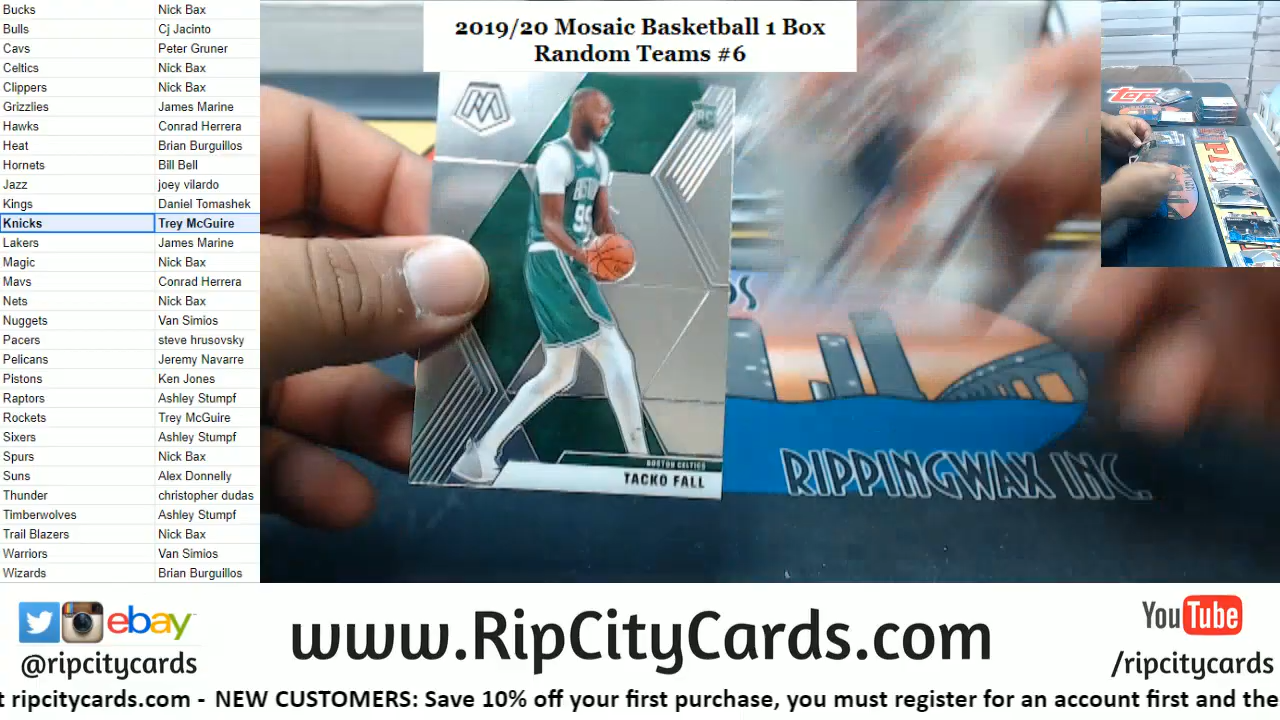 Bucks Nick Bax
Bulls Cj Jacinto
Cavs Peter Gruner
Celtics Nick Bax
Clippers Nick Bax
Grizzlies James Marine
Hawks Conrad Herrera
Heat Brian Burguillos
Hornets Bill Bell
Jazz joey vilardo
Kings Daniel Tomashek
Knicks Trey McGuire
Lakers James Marine
Magic Nick Bax
Mavs Conrad Herrera
Nets Nick Bax
Nuggets Van Simios
Pacers steve hrusovsky
Pelicans Jeremy Navarre
Pistons Ken Jones
Raptors Ashley Stumpf
Rockets Trey McGuire
Sixers Ashley Stumpf
Spurs Nick Bax
Suns Alex Donnelly
Thunder christopher dudas
Timberwolves Ashley Stumpf
Trail Blazers Nick Bax
Warriors Van Simios
Wizards Brian Burguillos
2019/20 Mosaic Basketball 1 Box
Random Teams #6
M
RC
99
BOSTON CELTICS
TACKO FALL
RIPPINGWAX INC.
ebay
@ripcitycards
www.RipCityCards.com
YouTube
/ripcitycards
t ripcitycards.com - NEW CUSTOMERS: Save 10% off your first purchase, you must register for an account first and the